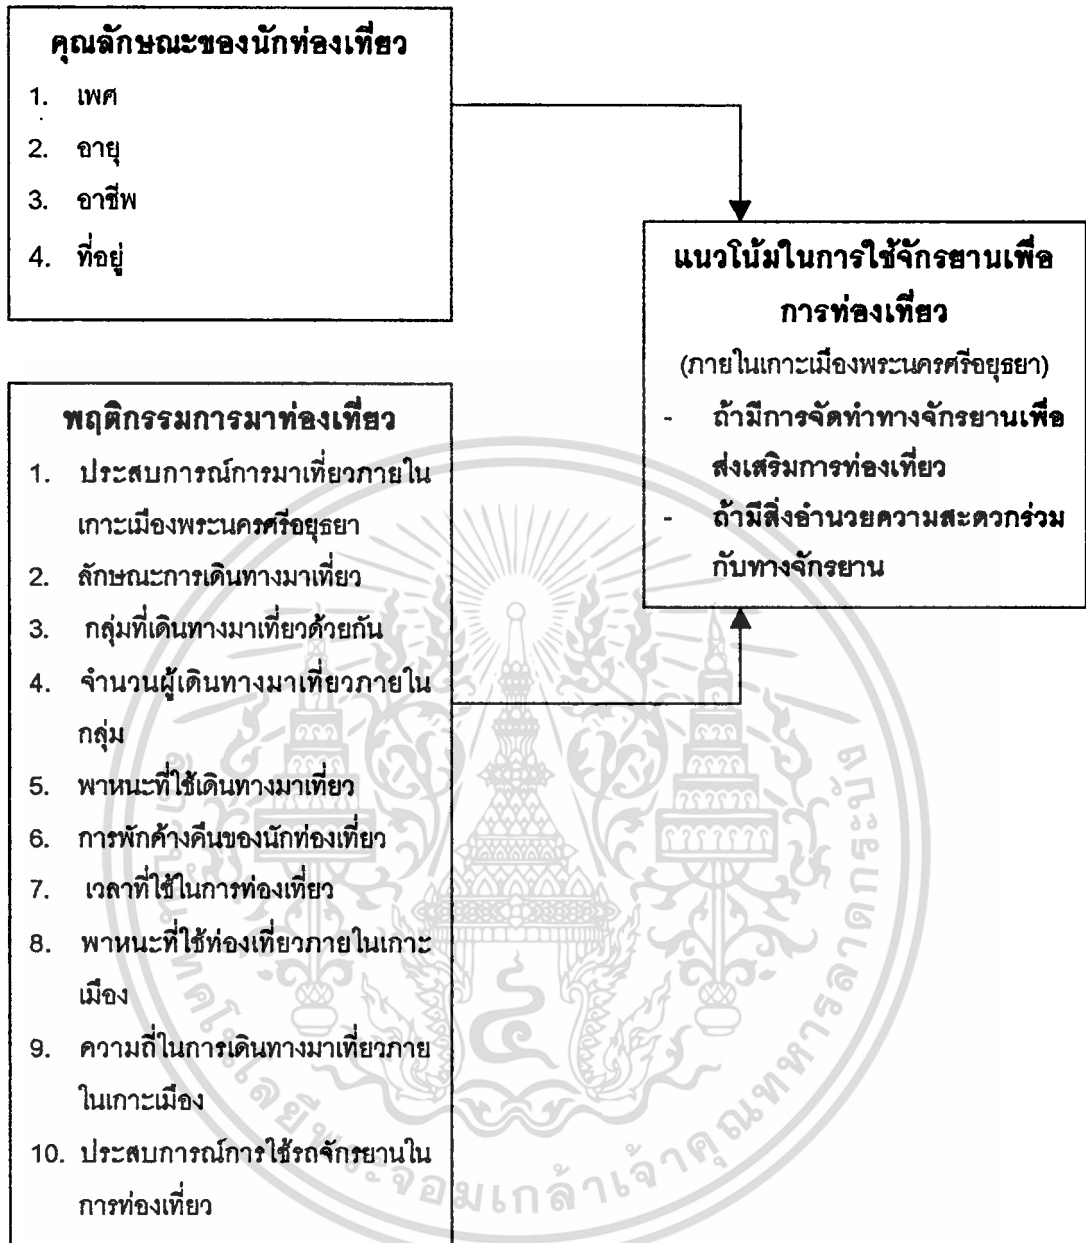 คุณลักษณะของนักท่องเที่ยว
1. เพศ
2. อายุ
3. อาชีพ
4. ที่อยู่
แนวโน้มในการใช้จักรยานเพื่อ
การท่องเที่ยว
(ภายในเกาะเมืองพระนครศรีอยุธยา)
- ถ้ามีการจัดทำทางจักรยานเพื่อ
ส่งเสริมการท่องเที่ยว
- ถ้ามีสิ่งอำนวยความสะดวกร่วม
กับทางจักรยาน
พฤติกรรมการมาท่องเที่ยว
1. ประสบการณ์การมาเที่ยวภายใน
เกาะเมืองพระนครศรีอยุธยา
2. ลักษณะการเดินทางมาเที่ยว
3. กลุ่มที่เดินทางมาเที่ยวด้วยกัน
4. จำนวนผู้เดินทางมาเที่ยวภายใน
กลุ่ม
5. พาหนะที่ใช้เดินทางมาเที่ยว
6. การพักค้างคืนของนักท่องเที่ยว
7. เวลาที่ใช้ในการท่องเที่ยว
8. พาหนะที่ใช้ท่องเที่ยวภายในเกาะ
เมือง
9. ความถี่ในการเดินทางมาเที่ยวภาย
ในเกาะเมือง
10. ประสบการณ์การใช้รถจักรยานใน
การท่องเที่ยว